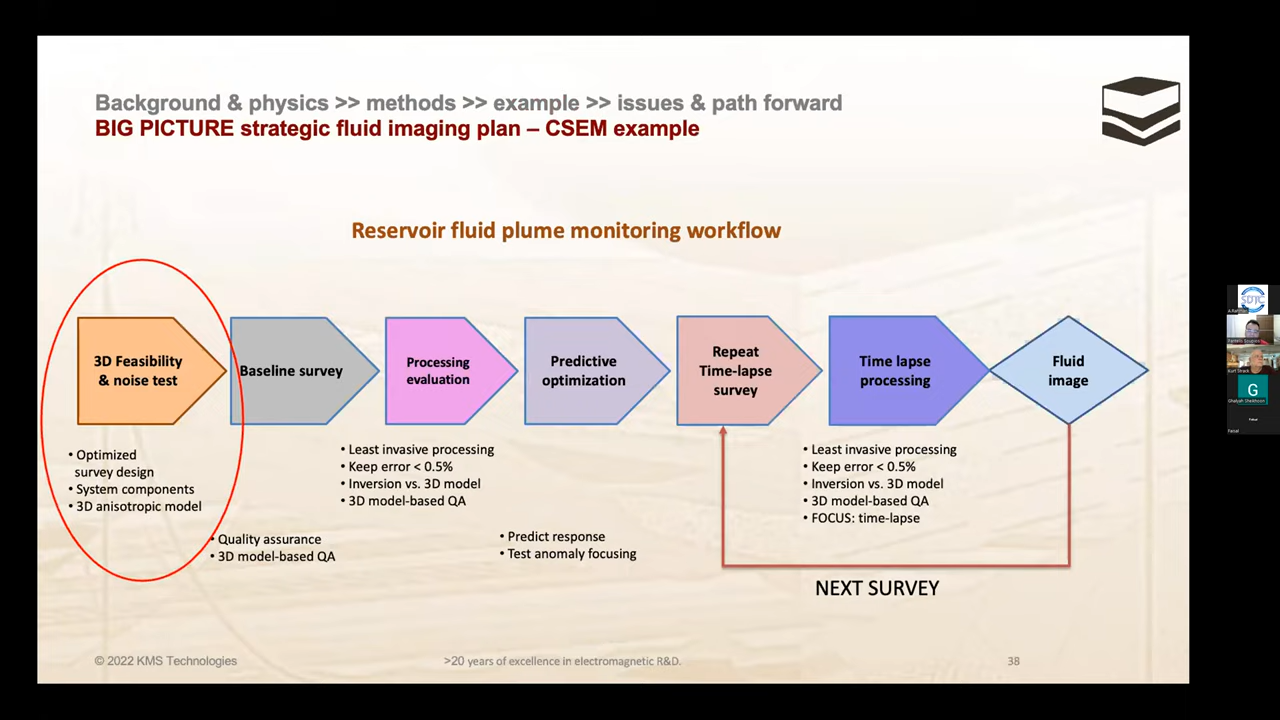 Background & physics >> methods >> example >> issues & path forward
BIG PICTURE strategic fluid imaging plan – CSEM example
Reservoir fluid plume monitoring workflow
3D Feasibility
& noise test
Baseline survey
Processing
evaluation
Predictive
optimization
Repeat
Time-lapse
survey
Time lapse
processing
Fluid
image
• Optimized
survey design
• System components
• 3D anisotropic model
• Quality assurance
• 3D model-based QA
• Least invasive processing
• Keep error < 0.5%
• Inversion vs. 3D model
• 3D model-based QA
• Predict response
• Test anomaly focusing
• Least invasive processing
• Keep error < 0.5%
• Inversion vs. 3D model
• 3D model-based QA
• FOCUS: time-lapse
NEXT SURVEY
© 2022 KMS Technologies
>20 years of excellence in electromagnetic R&D.
38
SDTC
Kurt Strack
G
Ghalyah Sheikhoon